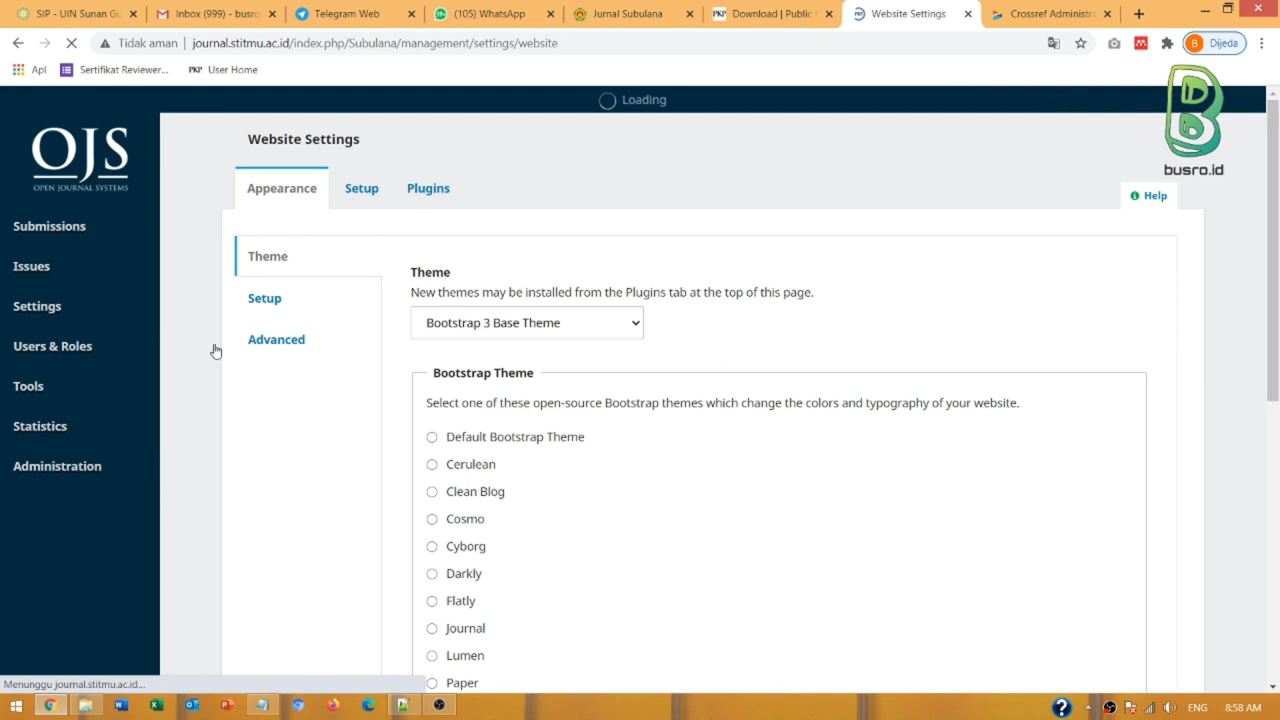 SIP - UIN Sunan Gu
Inbox (999) - busro
Telegram Web
(105) WhatsApp
Jurnal Subulana
PKP Download | Public
Website Settings
Crossref Administra
Tidak aman | journal.stitmu.ac.id/index.php/Subulana/management/settings/website
B Dijeda
Apl
Sertifikat Reviewer...
PKP User Home
Loading
OJS
OPEN JOURNAL SYSTEMS
busro.id
Website Settings
Appearance
Setup
Plugins
Help
Submissions
Issues
Settings
Users & Roles
Tools
Statistics
Administration
Theme
Setup
Advanced
Theme
New themes may be installed from the Plugins tab at the top of this page.
Bootstrap 3 Base Theme
Bootstrap Theme
Select one of these open-source Bootstrap themes which change the colors and typography of your website.
Default Bootstrap Theme
Cerulean
Clean Blog
Cosmo
Cyborg
Darkly
Flatly
Journal
Lumen
Paper
Menunggu journal.stitmu.ac.id...
ENG
8:58 AM